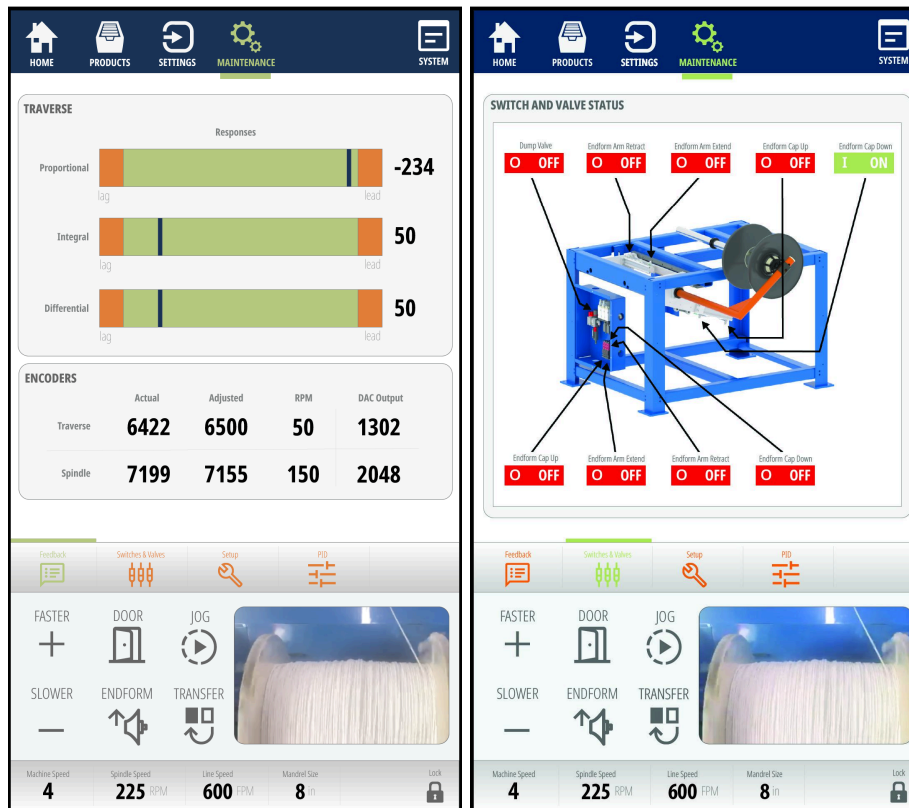 HOME PRODUCTS SETTINGS MAINTENANCE SYSTEM
TRAVERSE
Responses
Proportional -234
lag lead
Integral 50
lag lead
Differential 50
lag lead
ENCODERS
Actual Adjusted RPM DAC Output
Traverse 6422 6500 50 1302
Spindle 7199 7155 150 2048
Feedback Switches & Valves Setup PID
FASTER DOOR JOG
SLOWER ENDFORM TRANSFER
Machine Speed Spindle Speed Line Speed Mandrel Size Lock
4 225 RPM 600 FPM 8 in
HOME PRODUCTS SETTINGS MAINTENANCE SYSTEM
SWITCH AND VALVE STATUS
Dump Valve Endform Arm Retract Endform Arm Extend Endform Cap Up Endform Cap Down
O OFF O OFF O OFF O OFF I ON
Endform Cap Up Endform Arm Extend Endform Arm Retract Endform Cap Down
O OFF O OFF O OFF O OFF
Feedback Switches & Valves Setup PID
FASTER DOOR JOG
SLOWER ENDFORM TRANSFER
Machine Speed Spindle Speed Line Speed Mandrel Size Lock
4 225 RPM 600 FPM 8 in